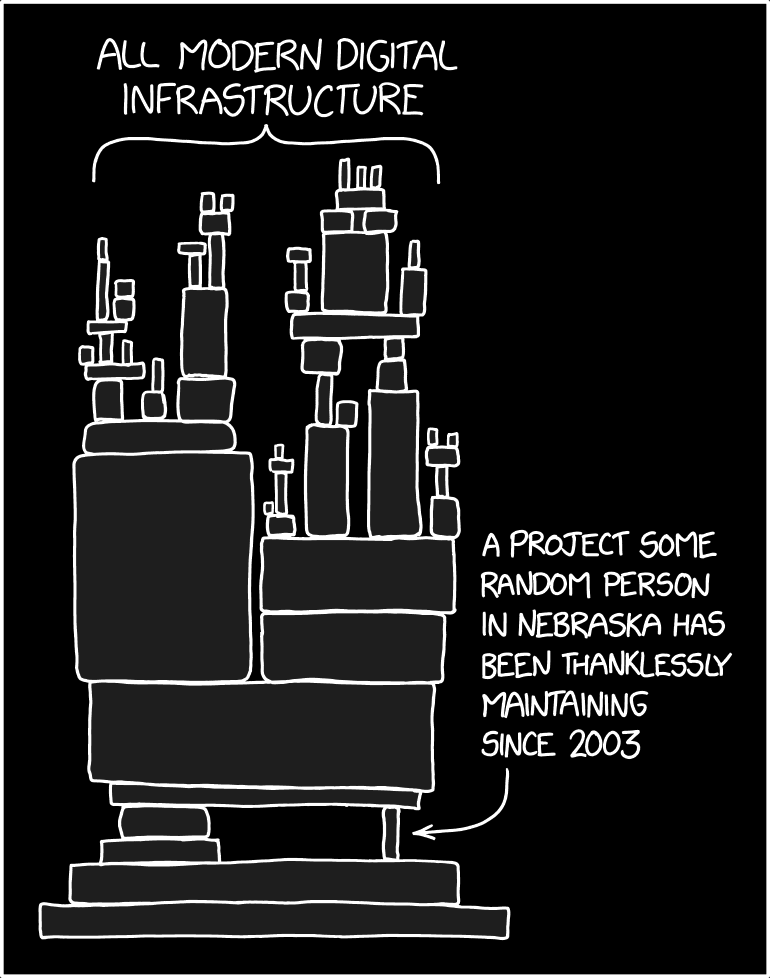 ALL MODERN DIGITAL
INFRASTRUCTURE
A PROJECT SOME
RANDOM PERSON
IN NEBRASKA HAS
BEEN THANKLESSLY
MAINTAINING
SINCE 2003